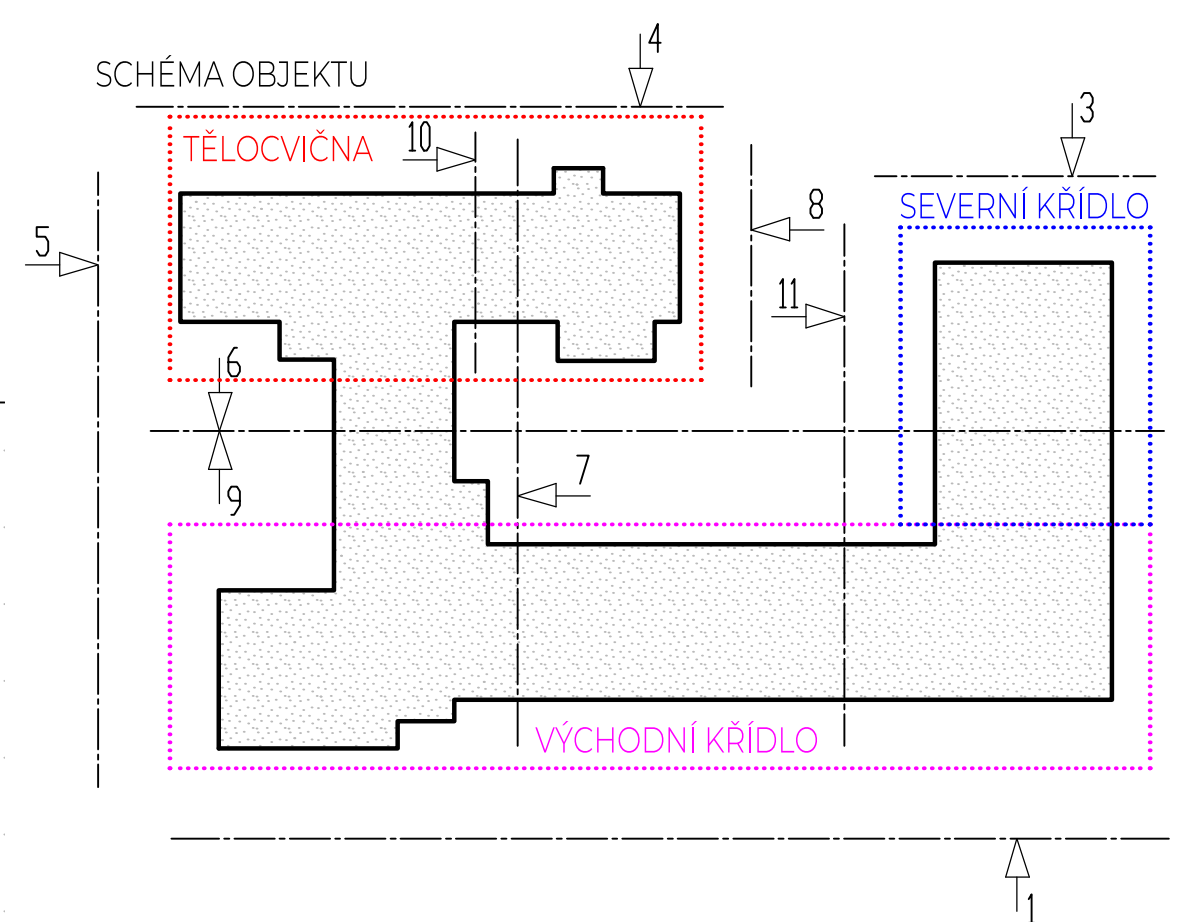 4
SCHÉMA OBJEKTU
3
10
TĚLOCVIČNA
8
SEVERNÍ KŘÍDLO
5
11
6
7
9
VÝCHODNÍ KŘÍDLO
1